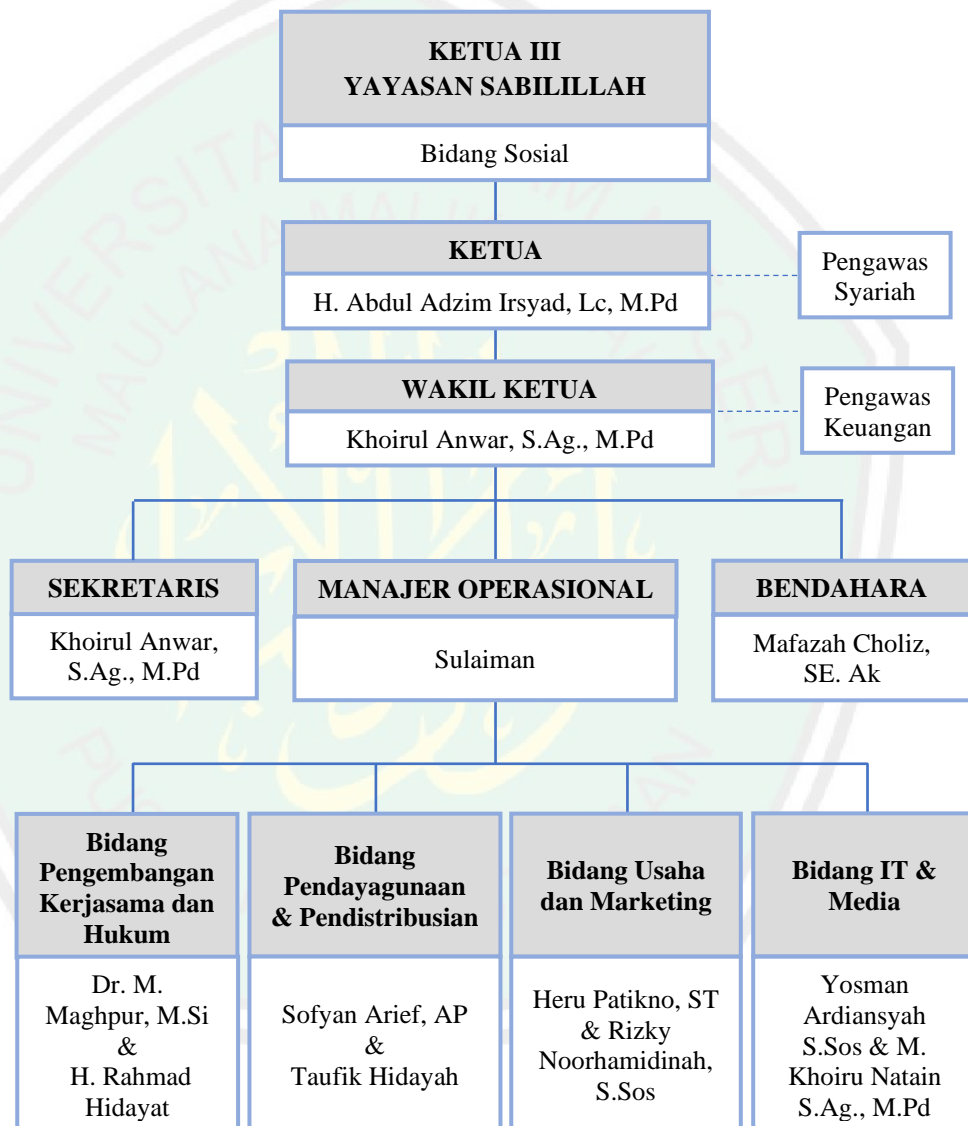 KETUA III
YAYASAN SABILILLAH
Bidang Sosial
KETUA
H. Abdul Adzim Irsyad, Lc, M.Pd
Pengawas
Syariah
WAKIL KETUA
Khoirul Anwar, S.Ag., M.Pd
Pengawas
Keuangan
SEKRETARIS
Khoirul Anwar,
S.Ag., M.Pd
MANAJER OPERASIONAL
Sulaiman
BENDAHARA
Mafazah Choliz,
SE. Ak
Bidang
Pengembangan
Kerjasama dan
Hukum
Dr. M.
Maghpur, M.Si
&
H. Rahmad
Hidayat
Bidang
Pendayagunaan
& Pendistribusian
Sofyan Arief, AP
&
Taufik Hidayah
Bidang Usaha
dan Marketing
Heru Patikno, ST
& Rizky
Noorhamidinah,
S.Sos
Bidang IT &
Media
Yosman
Ardiansyah
S.Sos & M.
Khoiru Natain
S.Ag., M.Pd